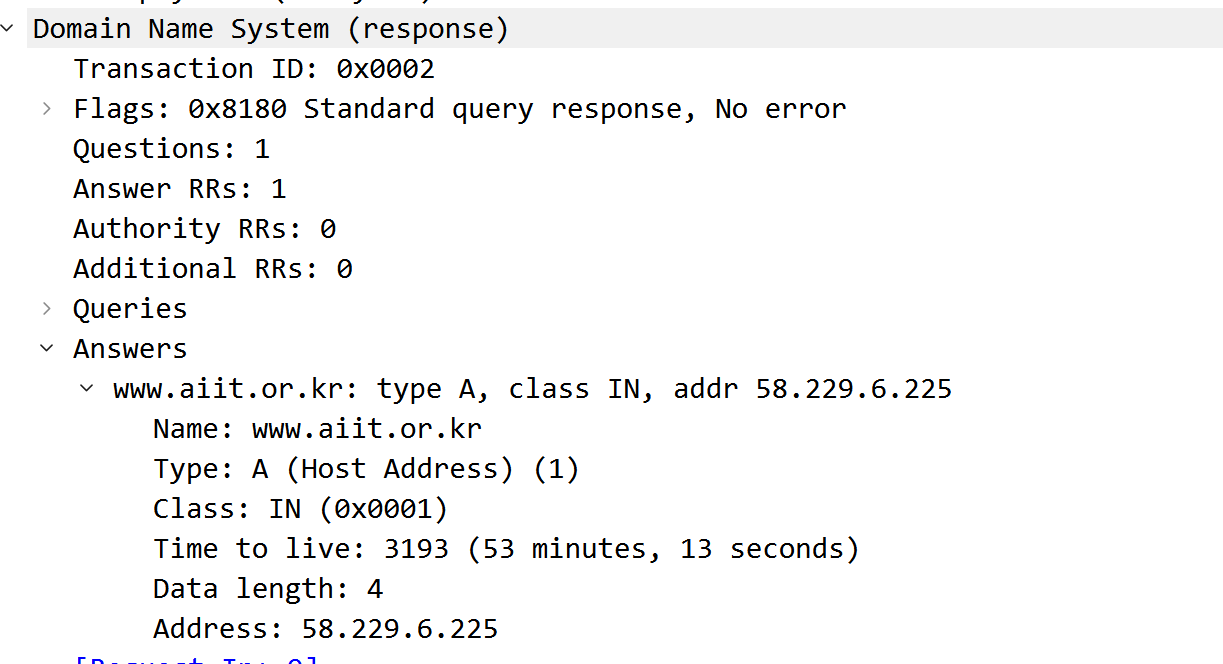 Domain Name System (response)
Transaction ID: 0x0002
Flags: 0x8180 Standard query response, No error
Questions: 1
Answer RRs: 1
Authority RRs: 0
Additional RRs: 0
Queries
Answers
www.aiit.or.kr: type A, class IN, addr 58.229.6.225
Name: www.aiit.or.kr
Type: A (Host Address) (1)
Class: IN (0x0001)
Time to live: 3193 (53 minutes, 13 seconds)
Data length: 4
Address: 58.229.6.225